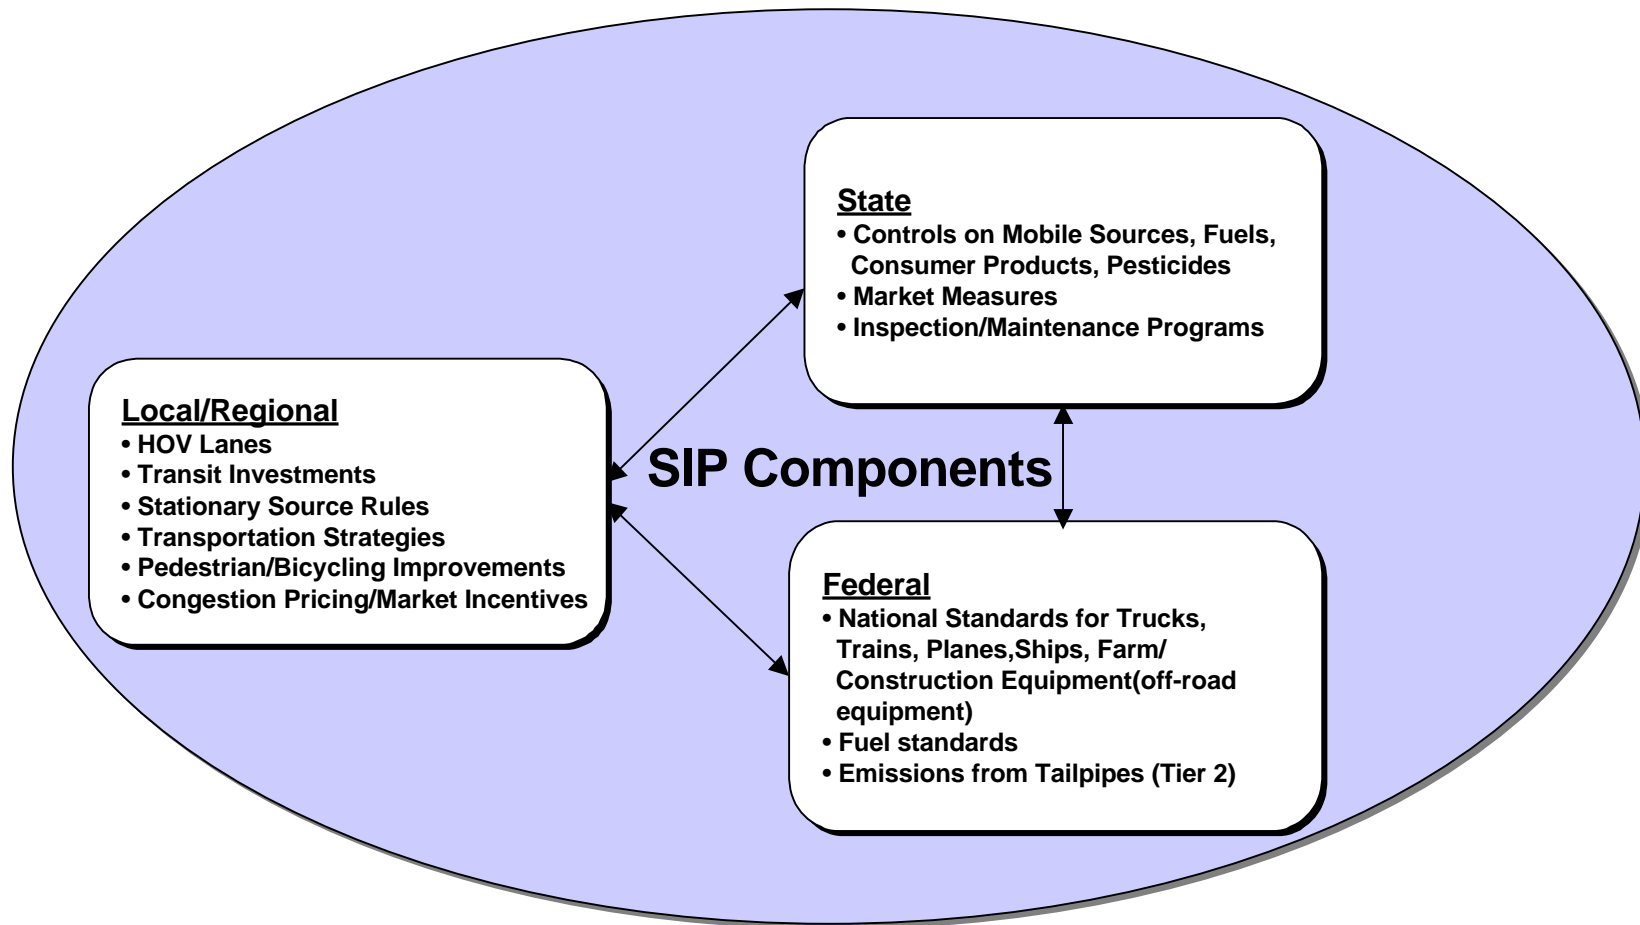 State
• Controls on Mobile Sources, Fuels,
Consumer Products, Pesticides
• Market Measures
• Inspection/Maintenance Programs
Local/Regional
• HOV Lanes
• Transit Investments
• Stationary Source Rules
• Transportation Strategies
• Pedestrian/Bicycling Improvements
• Congestion Pricing/Market Incentives
SIP Components
Federal
• National Standards for Trucks,
Trains, Planes,Ships, Farm/
Construction Equipment(off-road
equipment)
• Fuel standards
• Emissions from Tailpipes (Tier 2)